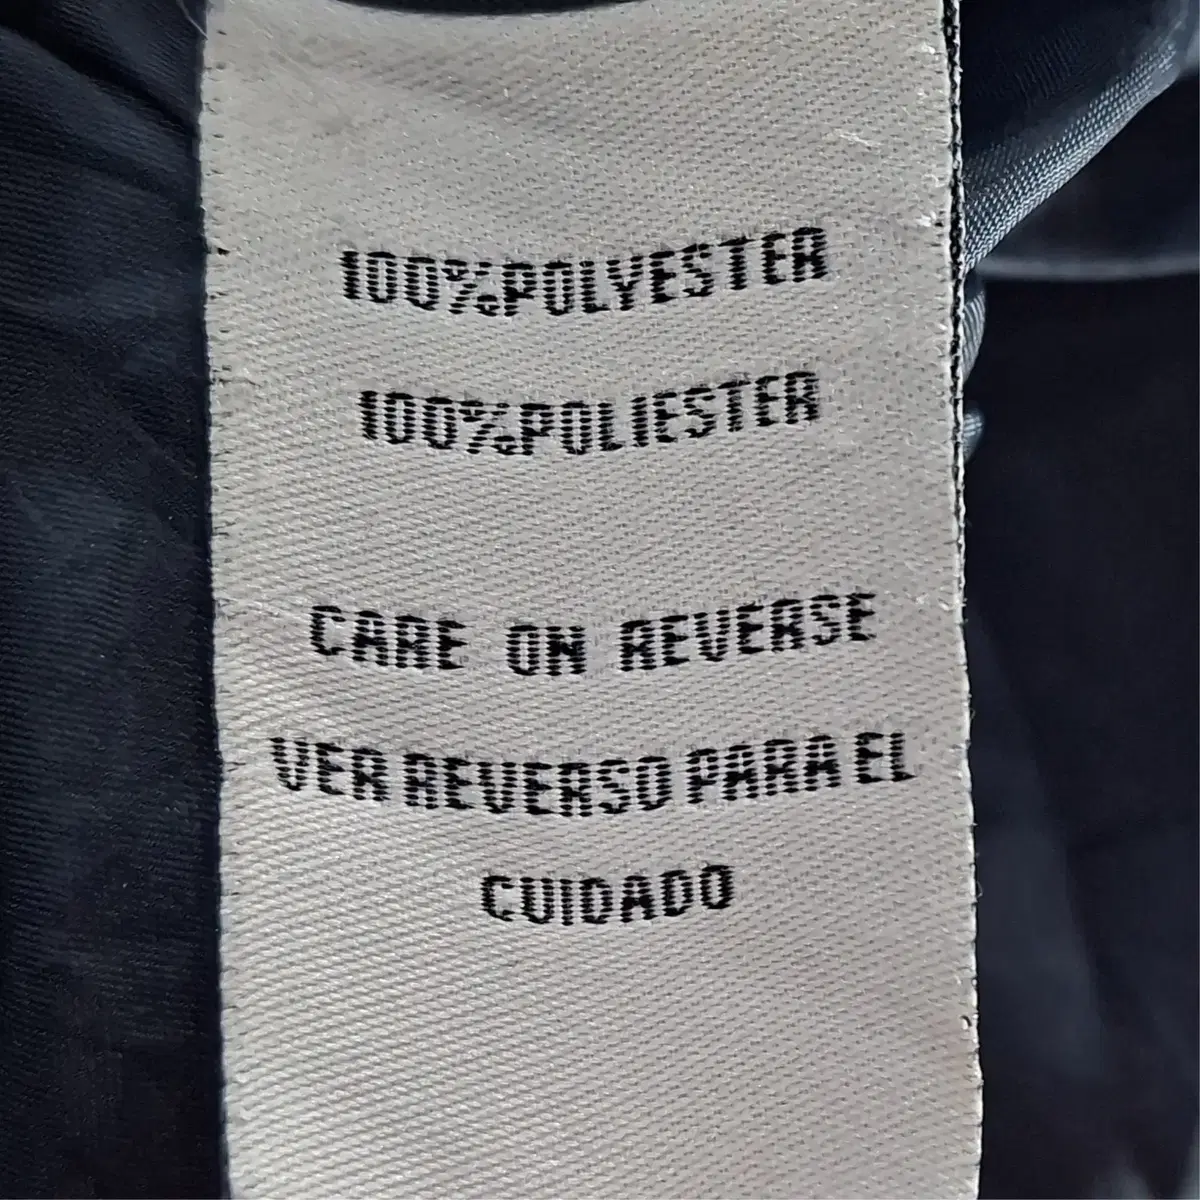 100%POLYESTER
100%POLIESTER
CARE ON REVERSE
VER REVERSO PARA EL
CUIDADO